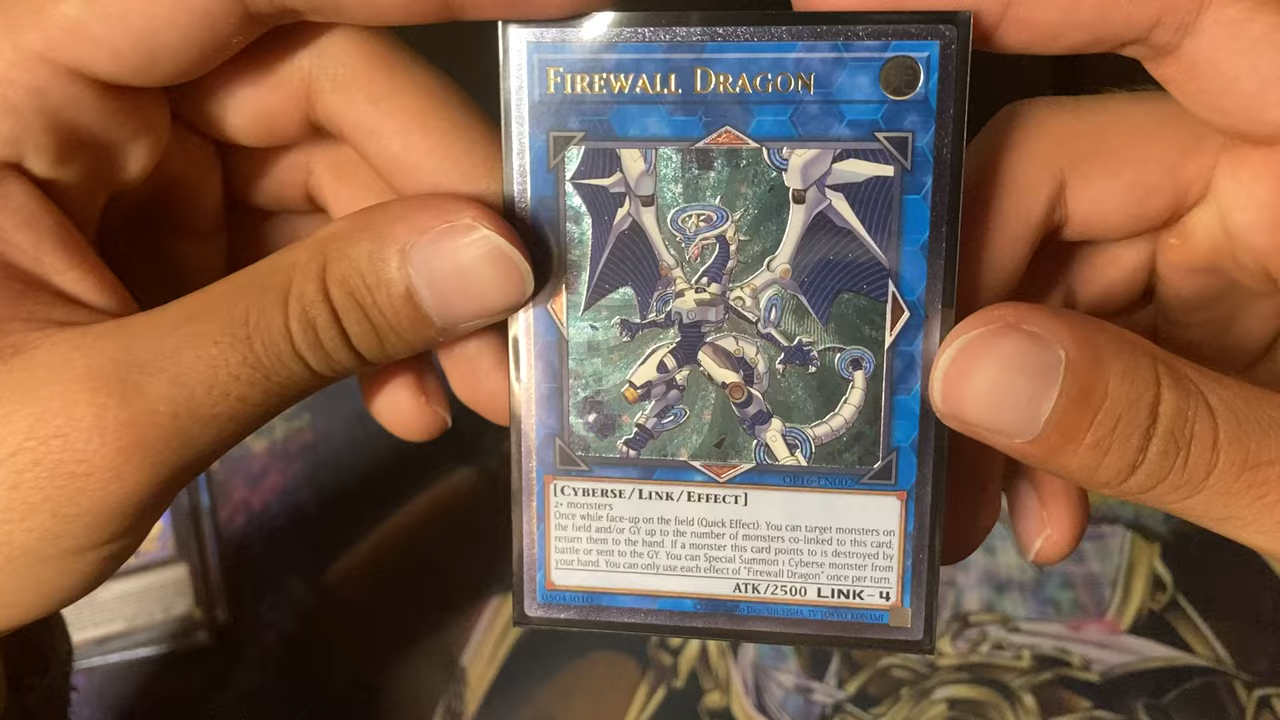 FIREWALL DRAGON
OP16-EN002
[CYBERSE/LINK/EFFECT]
2+ monsters
Once while face-up on the field (Quick Effect): You can target monsters on
the field and/or GY up to the number of monsters co-linked to this card;
return them to the hand. If a monster this card points to is destroyed by
battle or sent to the GY: You can Special Summon 1 Cyberse monster from
your hand. You can only use each effect of "Firewall Dragon" once per turn.
ATK/2500 LINK-4
05043010
TV TOKYO, KONAMI